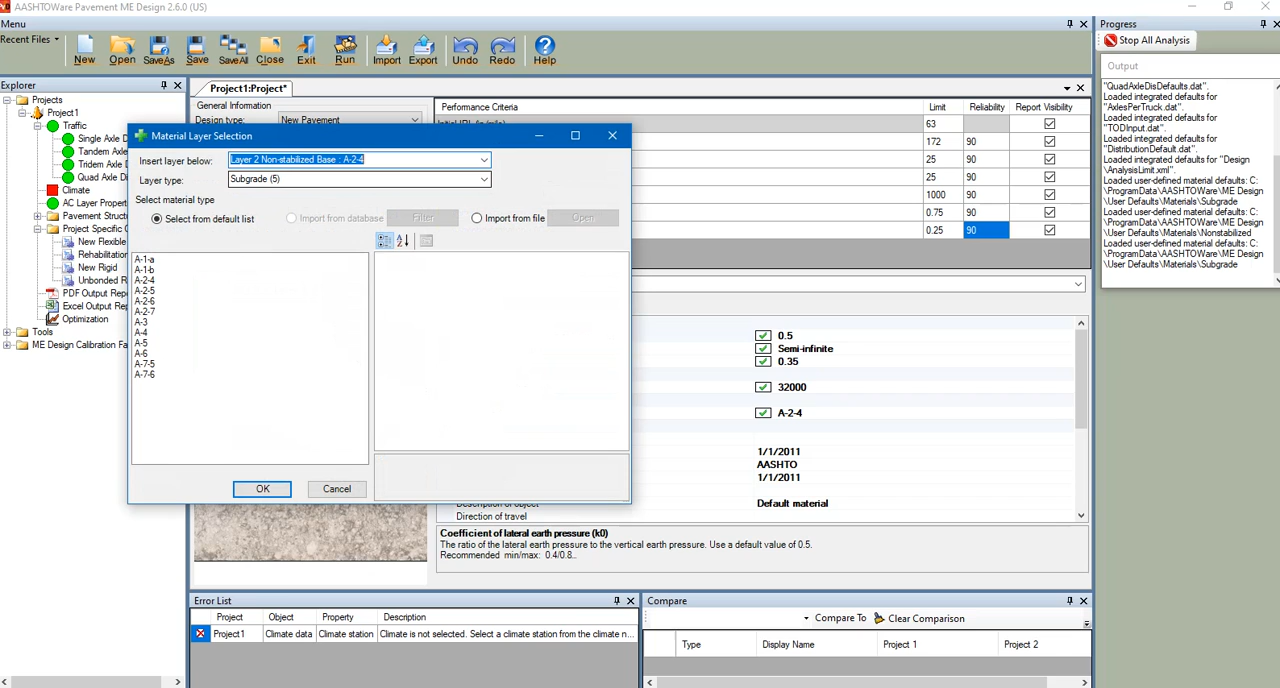 AASHTOWare Pavement ME Design 2.6.0 (US)
Menu
Recent Files
New Open SaveAs Save SaveAll Close Exit Run Import Export Undo Redo Help
Explorer
Projects
Project1
Traffic
Single Axle D
Tandem Axle
Tridem Axle D
Quad Axle Di
Climate
AC Layer Propert
Pavement Struct
Project Specific C
New Flexible
Rehabilitation
New Rigid
Unbonded R
PDF Output Repo
Excel Output Rep
Optimization
Tools
ME Design Calibration Fa
Project1:Project*
General Information
Design type: New Pavement
Performance Criteria Limit Reliability Report Visibility
63
172 90
25 90
25 90
1000 90
0.75 90
0.25 90
Material Layer Selection
Insert layer below: Layer 2 Non-stabilized Base : A-2-4
Layer type: Subgrade (5)
Select material type
Select from default list Import from database Filter Import from file Open
A-1-a
A-1-b
A-2-4
A-2-5
A-2-6
A-2-7
A-3
A-4
A-5
A-6
A-7-5
A-7-6
OK Cancel
0.5
Semi-infinite
0.35
32000
A-2-4
1/1/2011
AASHTO
1/1/2011
Default material
Direction of travel
Coefficient of lateral earth pressure (k0)
The ratio of the lateral earth pressure to the vertical earth pressure. Use a default value of 0.5.
Recommended min/max: 0.4/0.8..
Error List
Project Object Property Description
Project1 Climate data Climate station Climate is not selected. Select a climate station from the climate n...
Compare
Compare To Clear Comparison
Type Display Name Project 1 Project 2
Progress
Stop All Analysis
Output
"QuadAxleDisDefaults.dat".
Loaded integrated defaults for
"AxlesPerTruck.dat".
Loaded integrated defaults for
"TODInput.dat".
Loaded integrated defaults for
"DistributionDefault.dat".
Loaded integrated defaults for "Design
\AnalysisLimit.xml".
Loaded user-defined material defaults: C:
\ProgramData\AASHTOWare\ME Design
\User Defaults\Materials\Subgrade
Loaded user-defined material defaults: C:
\ProgramData\AASHTOWare\ME Design
\User Defaults\Materials\Nonstabilized
Loaded user-defined material defaults: C:
\ProgramData\AASHTOWare\ME Design
\User Defaults\Materials\Subgrade